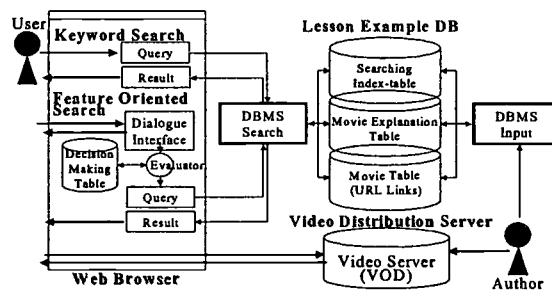 User
Keyword Search
Query
Result
Feature Oriented
Search
Dialogue
Interface
Decision
Making
Table
Evaluator
Query
Result
Web Browser
DBMS
Search
Lesson Example DB
Searching
Index-table
Movie Explanation
Table
Movie Table
(URL Links)
DBMS
Input
Video Distribution Server
Video Server
(VOD)
Author